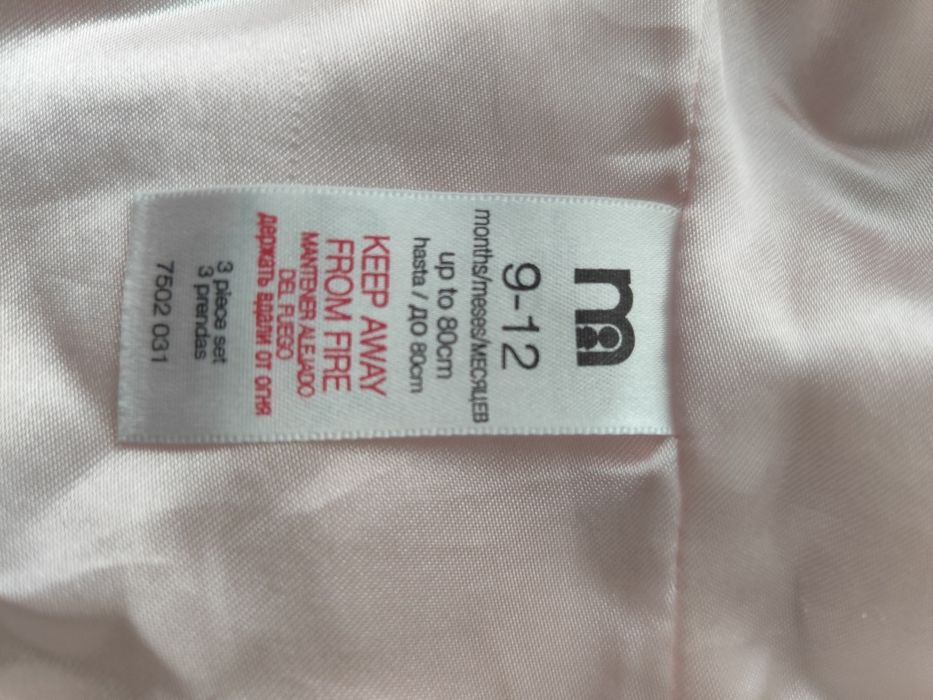 m
9-12
months/meses/МЕСЯЦЕВ
up to 80cm
hasta / ДО 80cm
KEEP AWAY
FROM FIRE
MANTENER ALEJADO
DEL FUEGO
держать вдали от огня
3 piece set
3 prendas
7502 031